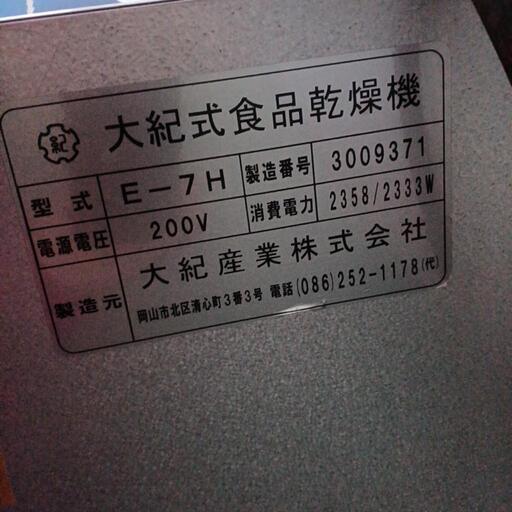 紀 大紀式食品乾燥機
型式 E-7H 製造番号 3009371
電源電圧 200V 消費電力 2358/2333W
製造元 大紀産業株式会社
岡山市北区清心町3番3号 電話(086)252-1178(代)